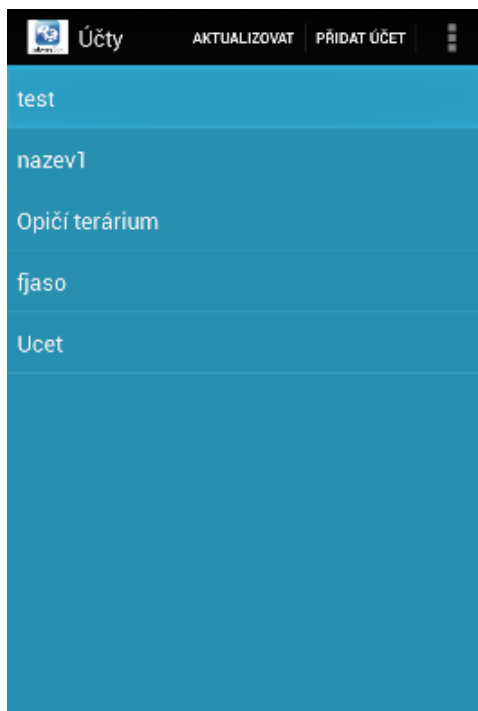 Účty AKTUALIZOVAT PŘIDAT ÚČET
test
nazev1
Opičí terárium
fjaso
Ucet